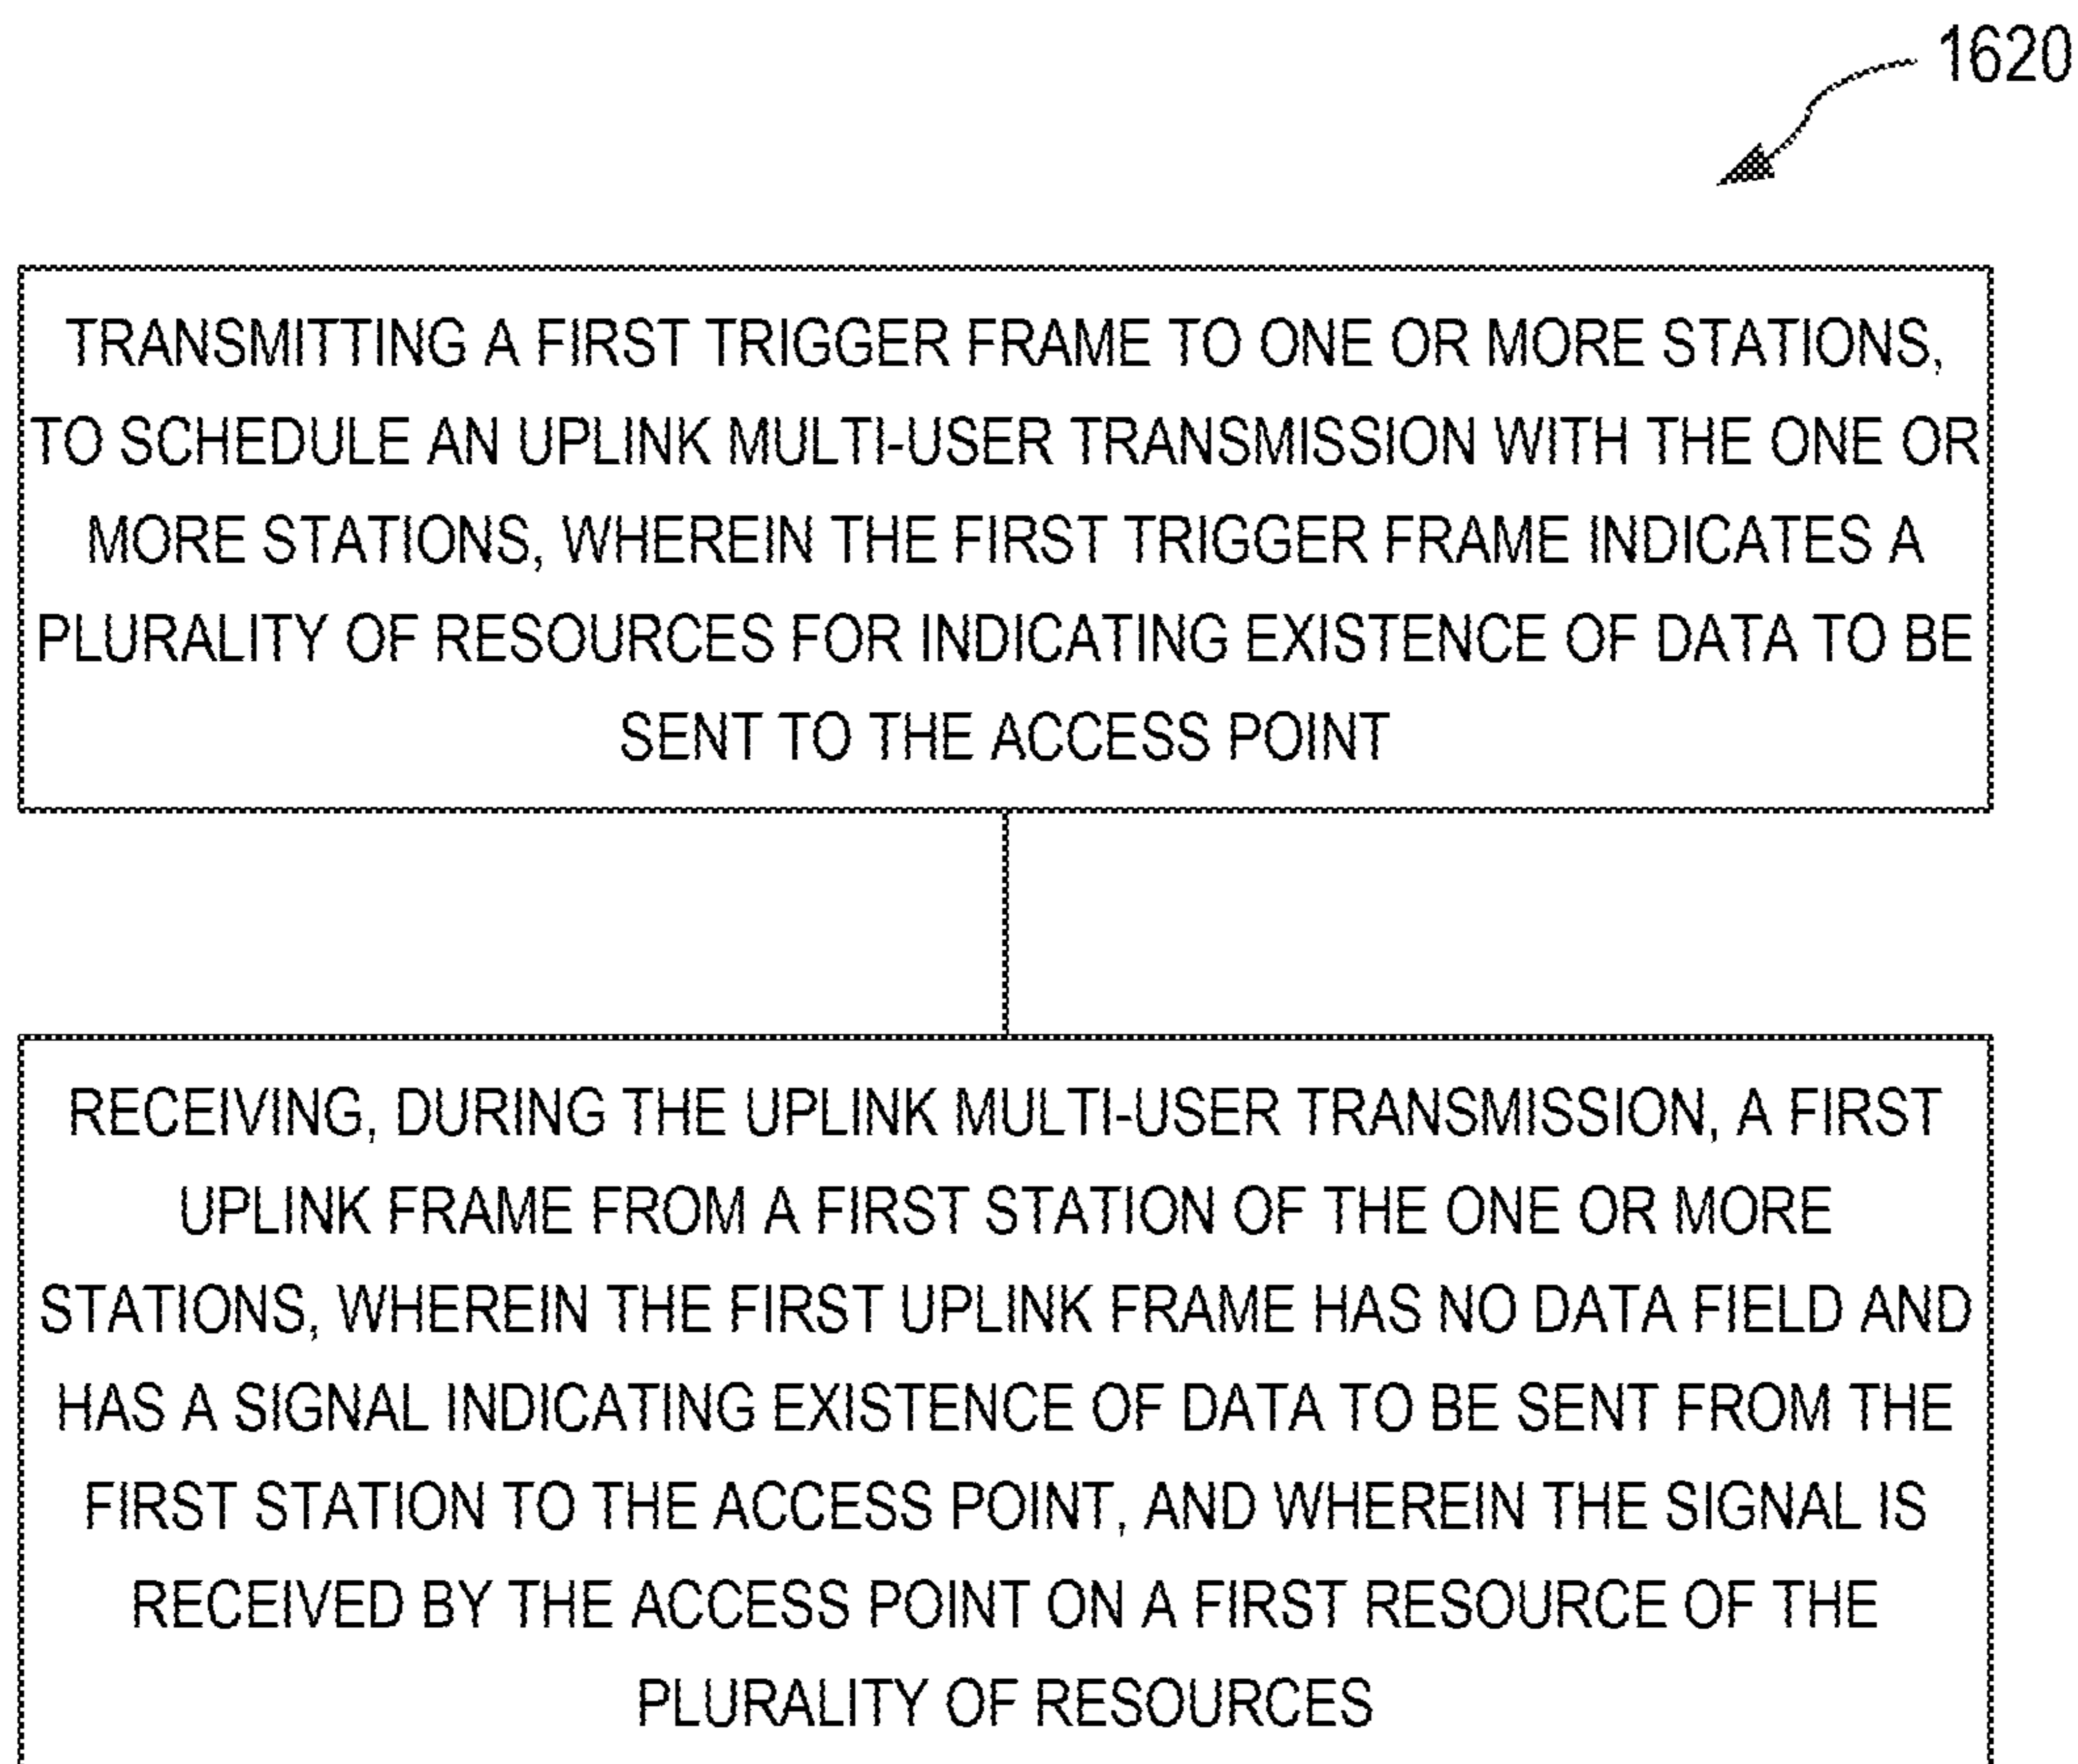 1620
TRANSMITTING A FIRST TRIGGER FRAME TO ONE OR MORE STATIONS,
TO SCHEDULE AN UPLINK MULTI-USER TRANSMISSION WITH THE ONE OR
MORE STATIONS, WHEREIN THE FIRST TRIGGER FRAME INDICATES A
PLURALITY OF RESOURCES FOR INDICATING EXISTENCE OF DATA TO BE
SENT TO THE ACCESS POINT
RECEIVING, DURING THE UPLINK MULTI-USER TRANSMISSION, A FIRST
UPLINK FRAME FROM A FIRST STATION OF THE ONE OR MORE
STATIONS, WHEREIN THE FIRST UPLINK FRAME HAS NO DATA FIELD AND
HAS A SIGNAL INDICATING EXISTENCE OF DATA TO BE SENT FROM THE
FIRST STATION TO THE ACCESS POINT, AND WHEREIN THE SIGNAL IS
RECEIVED BY THE ACCESS POINT ON A FIRST RESOURCE OF THE
PLURALITY OF RESOURCES